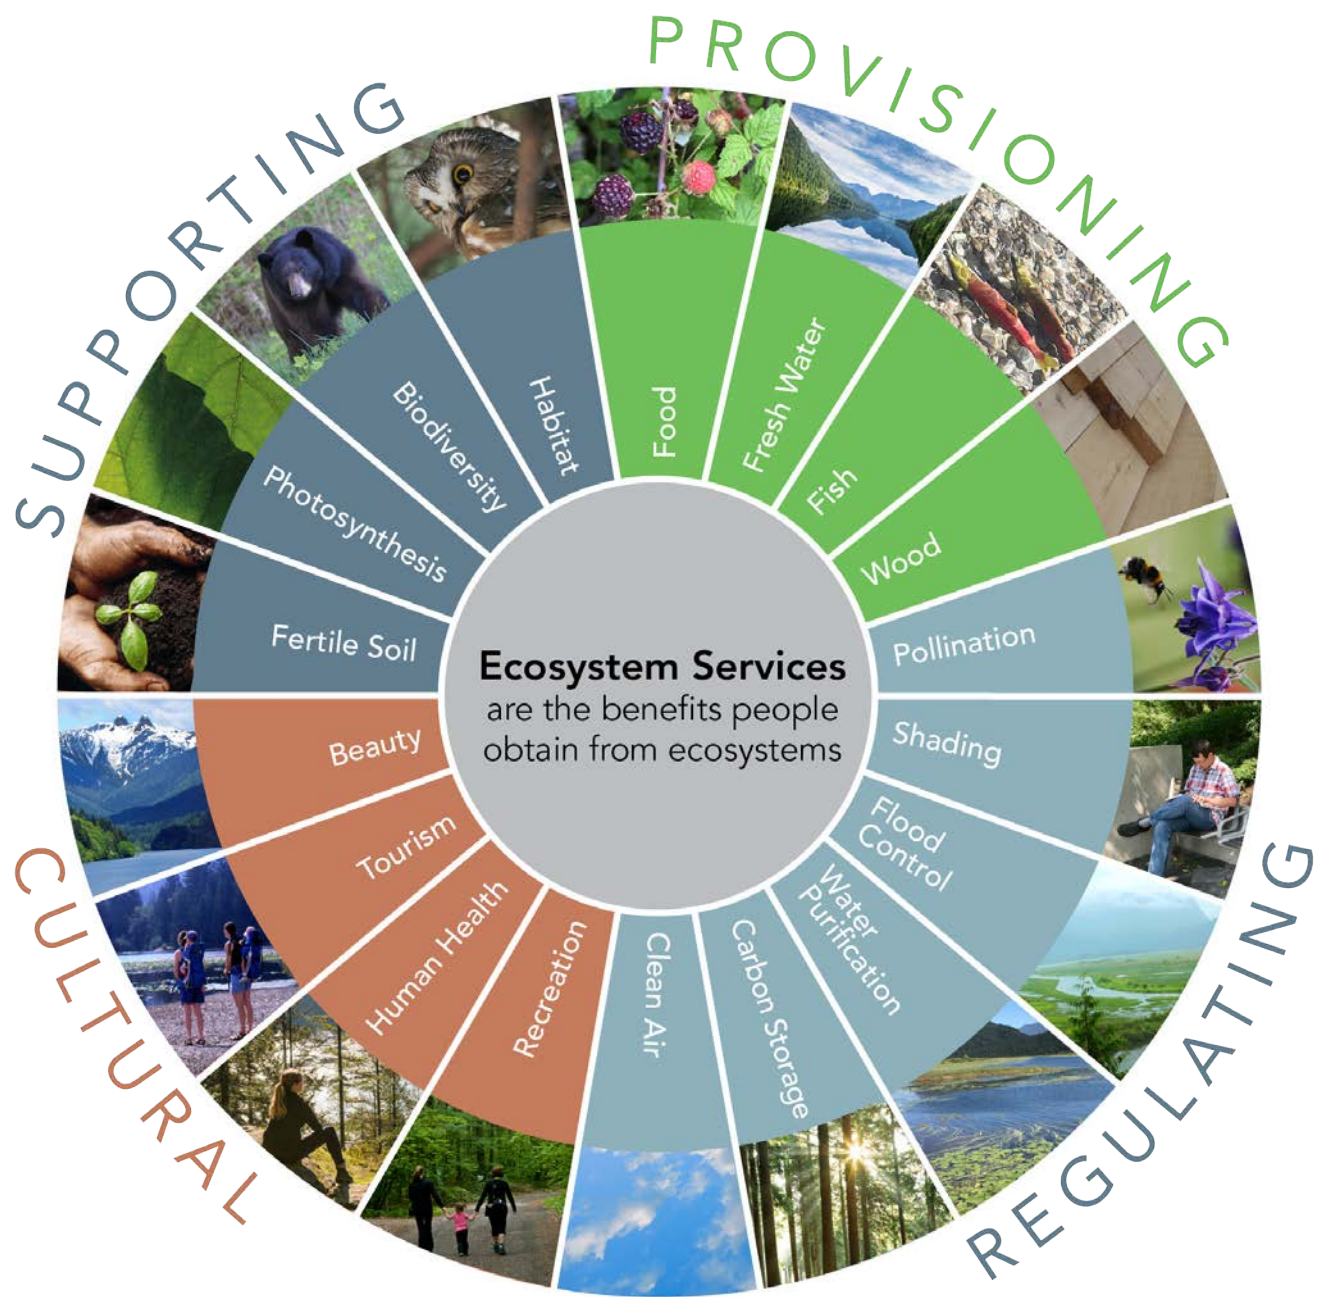 PROVISIONING
SUPPORTING
Food
Fresh Water
Fish
Wood
Pollination
Shading
Flood
Control
Water
Purification
Carbon Storage
Clean Air
Recreation
Human Health
Tourism
Beauty
Fertile Soil
Photosynthesis
Biodiversity
Habitat
Ecosystem Services
are the benefits people
obtain from ecosystems
CULTURAL
REGULATING